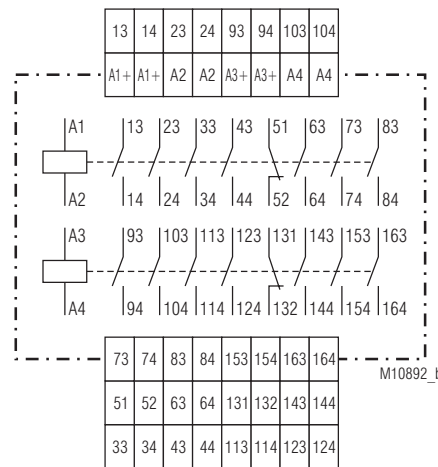 13 14 23 24 93 94 103 104
A1+ A1+ A2 A2 A3+ A3+ A4 A4
A1 13 23 33 43 51 63 73 83
A2 14 24 34 44 52 64 74 84
A3 93 103 113 123 131 143 153 163
A4 94 104 114 124 132 144 154 164
73 74 83 84 153 154 163 164
M10892_b
51 52 63 64 131 132 143 144
33 34 43 44 113 114 123 124